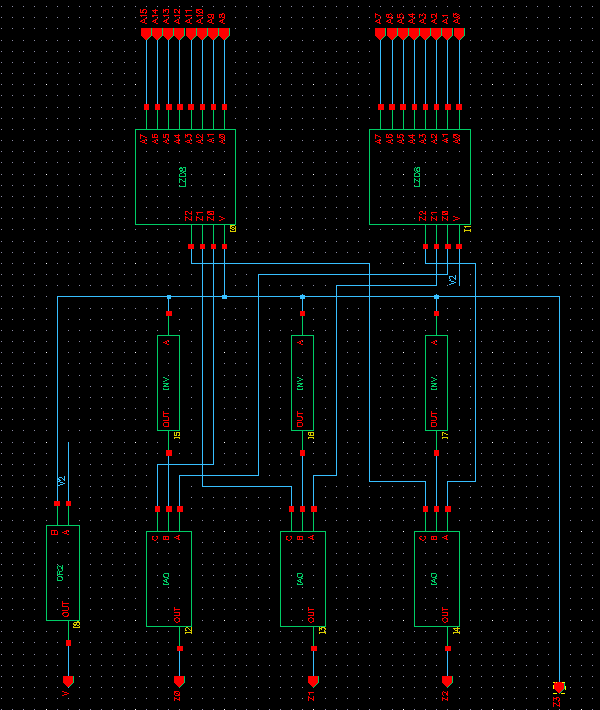 A15 A14 A13 A12 A11 A10 A9 A8
A7 A6 A5 A4 A3 A2 A1 A0
A7 A6 A5 A4 A3 A2 A1 A0
A7 A6 A5 A4 A3 A2 A1 A0
LZD8
LZD8
Z2 Z1 Z0 V
I0
Z2 Z1 Z0 V
I1
V2
A
A
A
INV
INV
INV
OUT
I5
OUT
I6
OUT
I7
V2
B A
C B A
C B A
C B A
OR2
IAO
IAO
IAO
OUT
I9
OUT
I2
OUT
I3
OUT
I4
V
Z0
Z1
Z2
Z3